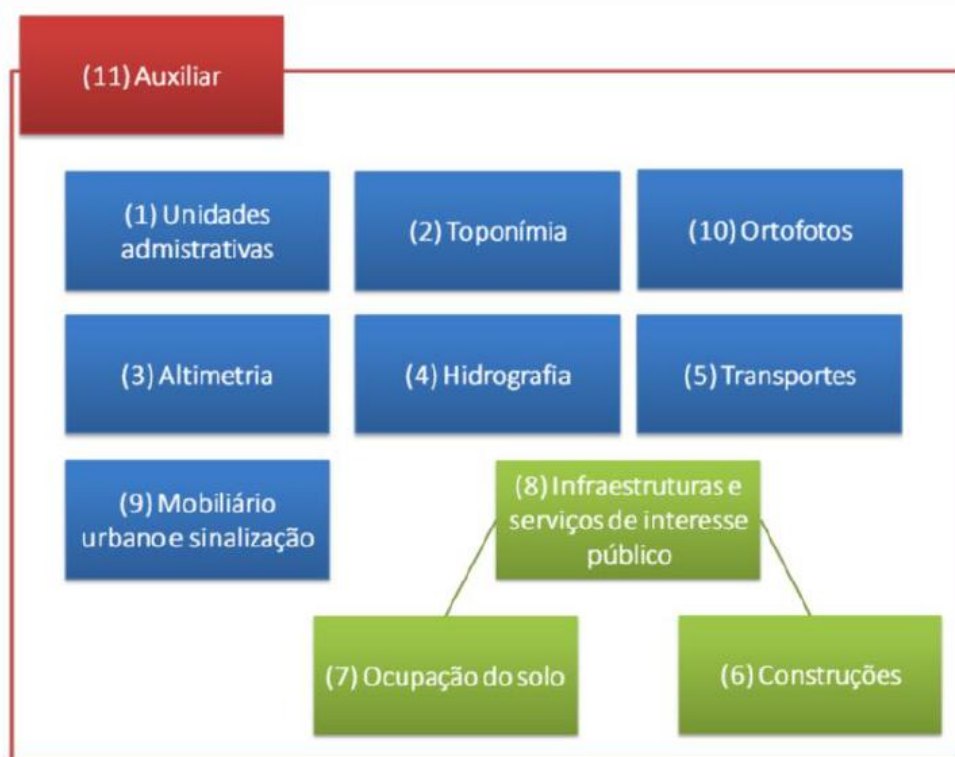 (11) Auxiliar
(1) Unidades
admistrativas
(2) Toponímia
(10) Ortofotos
(3) Altimetria
(4) Hidrografia
(5) Transportes
(9) Mobiliário
urbano e sinalização
(8) Infraestruturas e
serviços de interesse
público
(7) Ocupação do solo
(6) Construções